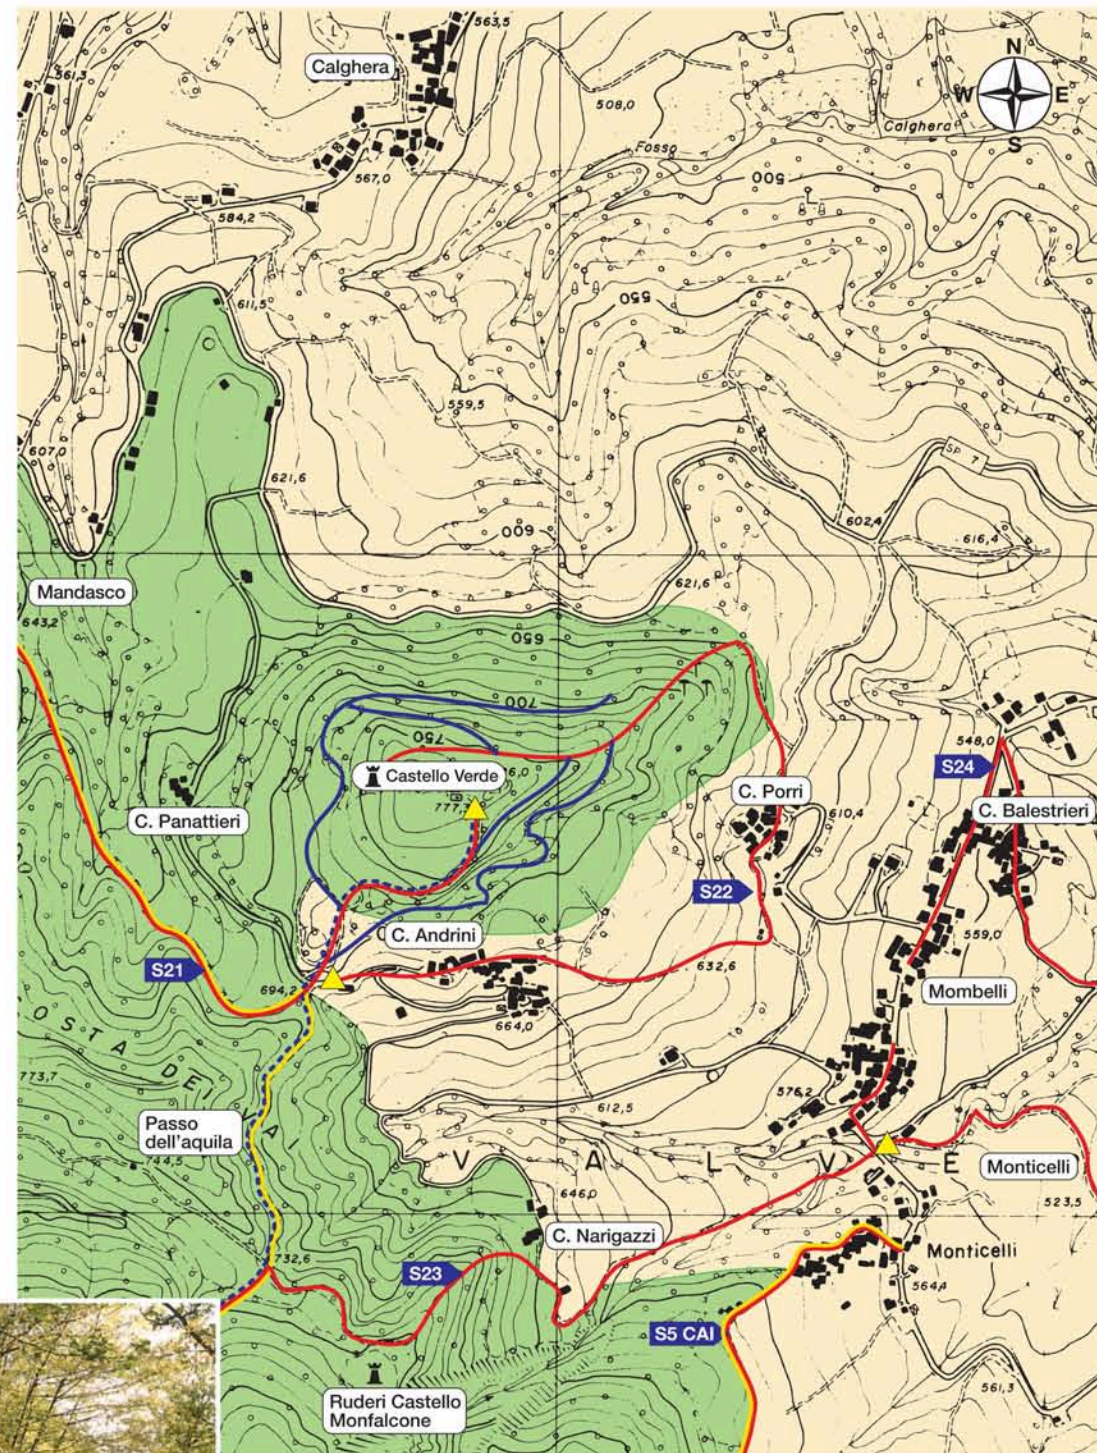 563,5
Calghera
561,3
508,0
N
W E
S
Calghera
Fosso
567,0
500
584,2
611,5
550
559,5
607,0
621,6
SP 7
600
602,4
616,4
Mandasco
643,2
621,6
650
700
750
548,0
S24
Castello Verde
C. Porri
C. Panattieri
610,4
C. Balestrieri
S22
C. Andrini
559,0
S21
694,2
632,6
Mombelli
664,0
OSTA DEI
773,7
576,2
612,5
Passo
dell'aquila
744,5
V A L V E
Monticelli
646,0
523,5
C. Narigazzi
732,6
Monticelli
S23
564,1
S5 CAI
Ruderi Castello
Monfalcone
561,3